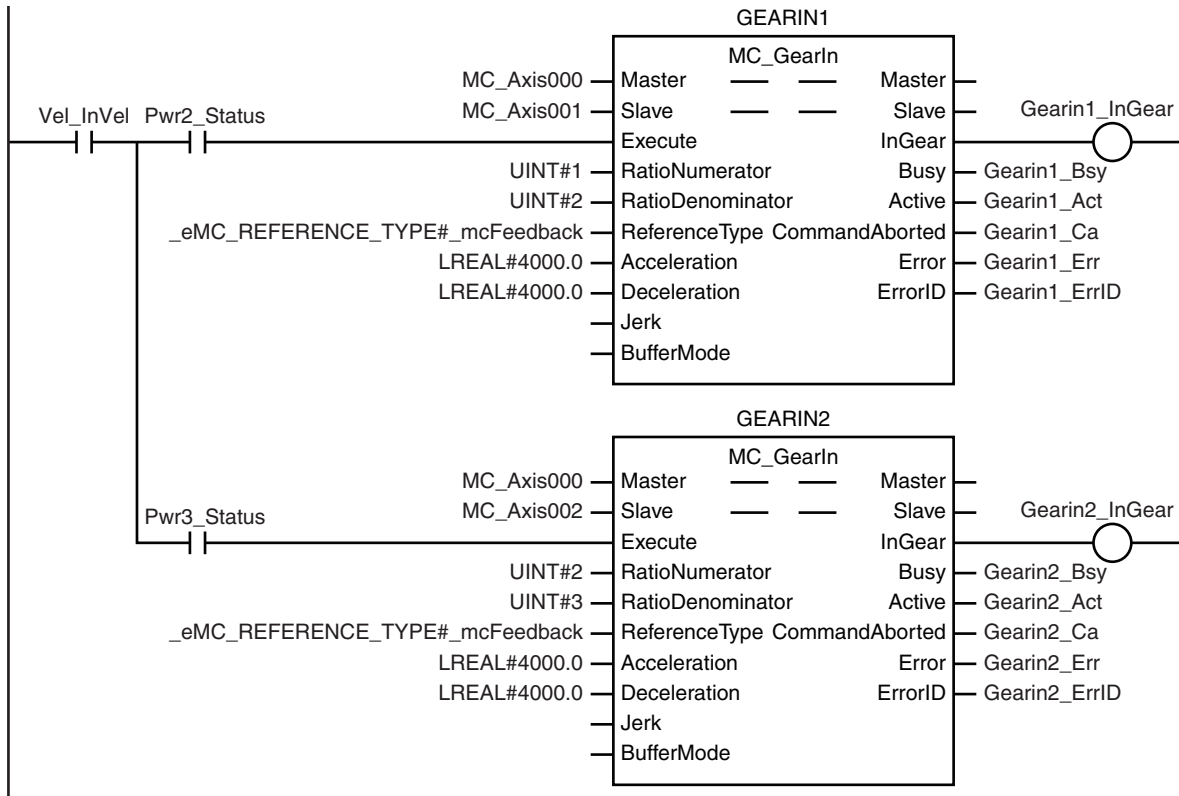 GEARIN1
MC_GearIn
MC_Axis000 Master Master
MC_Axis001 Slave Slave Gearin1_InGear
Vel_InVel Pwr2_Status
Execute InGear
UINT#1 RatioNumerator Busy Gearin1_Bsy
UINT#2 RatioDenominator Active Gearin1_Act
_eMC_REFERENCE_TYPE#_mcFeedback ReferenceType CommandAborted Gearin1_Ca
LREAL#4000.0 Acceleration Error Gearin1_Err
LREAL#4000.0 Deceleration ErrorID Gearin1_ErrID
Jerk
BufferMode
GEARIN2
MC_GearIn
MC_Axis000 Master Master
MC_Axis002 Slave Slave Gearin2_InGear
Pwr3_Status
Execute InGear
UINT#2 RatioNumerator Busy Gearin2_Bsy
UINT#3 RatioDenominator Active Gearin2_Act
_eMC_REFERENCE_TYPE#_mcFeedback ReferenceType CommandAborted Gearin2_Ca
LREAL#4000.0 Acceleration Error Gearin2_Err
LREAL#4000.0 Deceleration ErrorID Gearin2_ErrID
Jerk
BufferMode